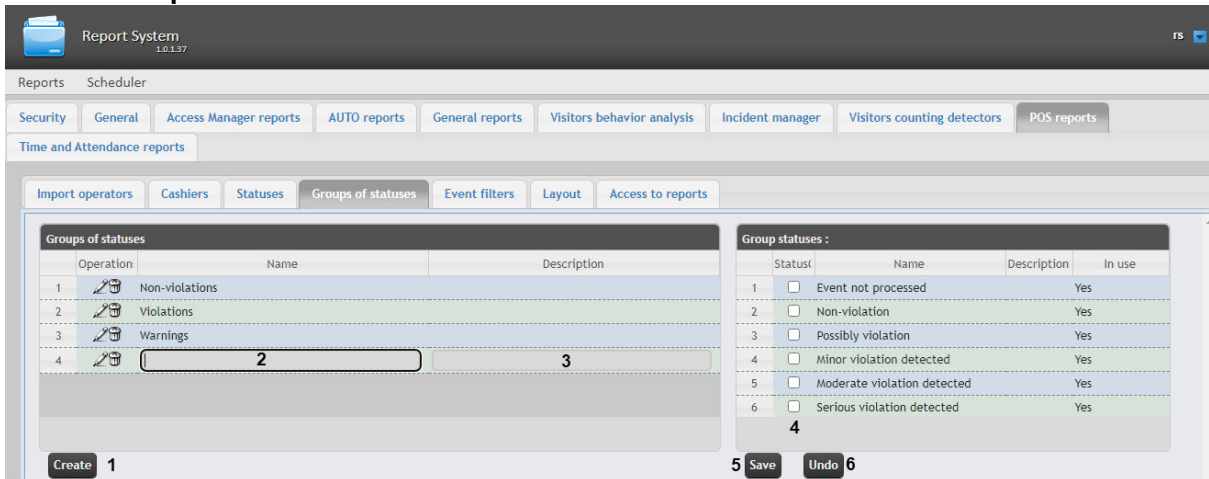 Report System
1.0.1.37
rs
Reports Scheduler
Security General Access Manager reports AUTO reports General reports Visitors behavior analysis Incident manager Visitors counting detectors POS reports
Time and Attendance reports
Import operators Cashiers Statuses Groups of statuses Event filters Layout Access to reports
Groups of statuses Group statuses :
Operation Name Description Status( Name Description In use
1 Non-violations 1 Event not processed Yes
2 Violations 2 Non-violation Yes
3 Warnings 3 Possibly violation Yes
4 2 3 4 Minor violation detected Yes
5 Moderate violation detected Yes
6 Serious violation detected Yes
4
Create 1 5 Save Undo 6